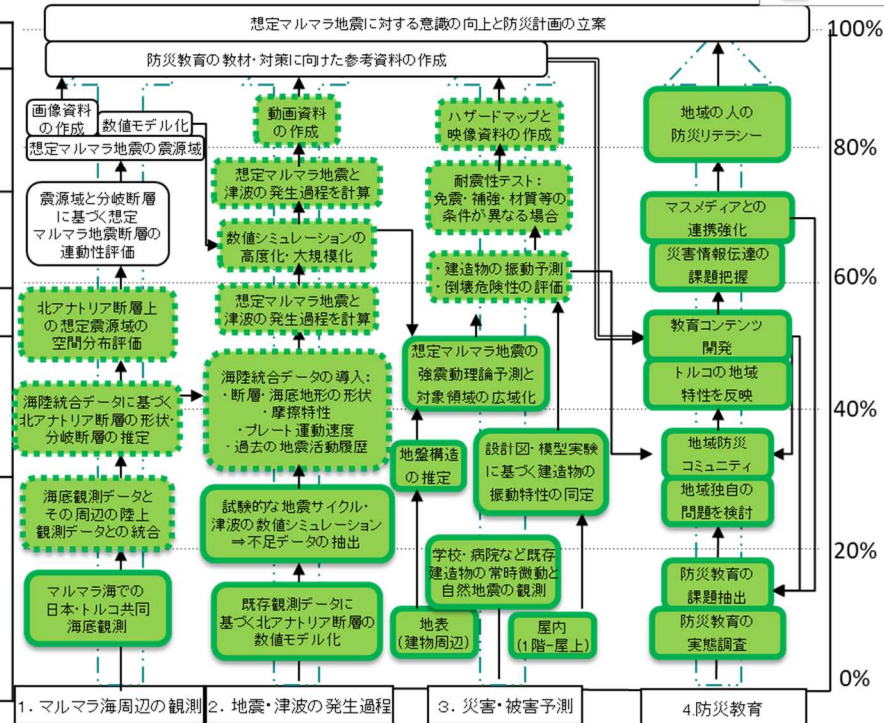 想定マルマラ地震に対する意識の向上と防災計画の立案
防災教育の教材・対策に向けた参考資料の作成
100%
80%
60%
40%
20%
0%
画像資料
の作成
数値モデル化
想定マルマラ地震の震源域
震源域と分岐断層
に基づく想定
マルマラ地震断層の
連動性評価
北アナトリア断層上
の想定震源域の
空間分布評価
海陸統合データに基づく
北アナトリア断層の形状・
分岐断層の推定
海底観測データと
その周辺の陸上
観測データとの統合
マルマラ海での
日本・トルコ共同
海底観測
1. マルマラ海周辺の観測
動画資料
の作成
想定マルマラ地震と
津波の発生過程を計算
数値シミュレーションの
高度化・大規模化
想定マルマラ地震と
津波の発生過程を計算
海陸統合データの導入:
・断層・海底地形の形状
・摩擦特性
・プレート運動速度
・過去の地震活動履歴
試験的な地震サイクル・
津波の数値シミュレーション
⇒不足データの抽出
既存観測データに
基づく北アナトリア断層の
数値モデル化
2. 地震・津波の発生過程
ハザードマップと
映像資料の作成
耐震性テスト:
免震・補強・材質等の
条件が異なる場合
・建造物の振動予測
・倒壊危険性の評価
想定マルマラ地震の
強震動理論予測と
対象領域の広域化
地盤構造
の推定
設計図・模型実験
に基づく建造物の
振動特性の同定
学校・病院など既存
建造物の常時微動と
自然地震の観測
地表
(建物周辺)
屋内
(1階-屋上)
3. 災害・被害予測
地域の人の
防災リテラシー
マスメディアとの
連携強化
災害情報伝達の
課題把握
教育コンテンツ
開発
トルコの地域
特性を反映
地域防災
コミュニティ
地域独自の
問題を検討
防災教育の
課題抽出
防災教育の
実態調査
4.防災教育